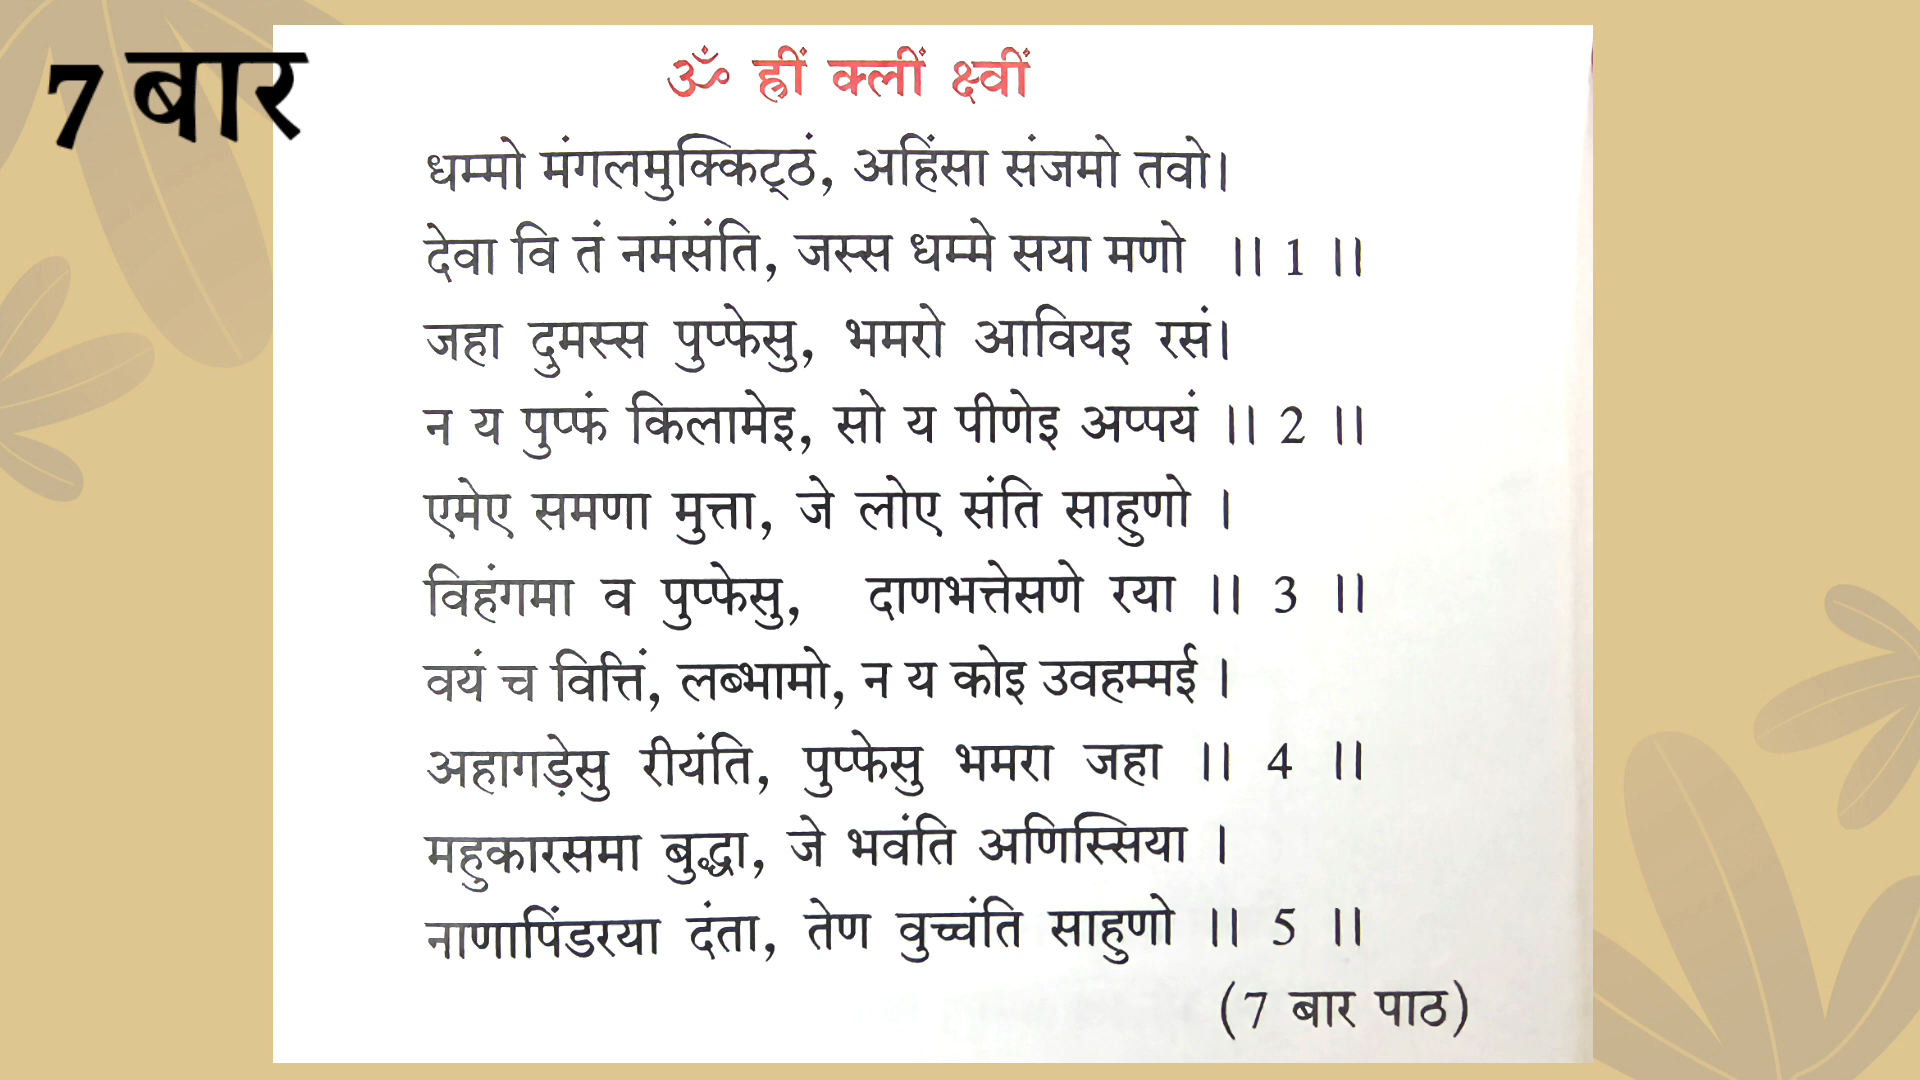 7 बार
ॐ ह्रीं क्लीं क्ष्वीं
धम्मो मंगलमुक्किट्ठं, अहिंसा संजमो तवो।
देवा वि तं नमंसंति, जस्स धम्मे सया मणो ।। 1 ।।
जहा दुमस्स पुप्फेसु, भमरो आवियइ रसं।
न य पुप्फं किलामेइ, सो य पीणेइ अप्पयं ।। 2 ।।
एमेए समणा मुत्ता, जे लोए संति साहुणो ।
विहंगमा व पुप्फेसु, दाणभत्तेसणे रया ।। 3 ।।
वयं च वित्तिं, लब्भामो, न य कोइ उवहम्मई ।
अहागड़ेसु रीयंति, पुप्फेसु भमरा जहा ।। 4 ।।
महुकारसमा बुद्धा, जे भवंति अणिस्सिया ।
नाणापिंडरया दंता, तेण वुच्चंति साहुणो ।। 5 ।।
(7 बार पाठ)